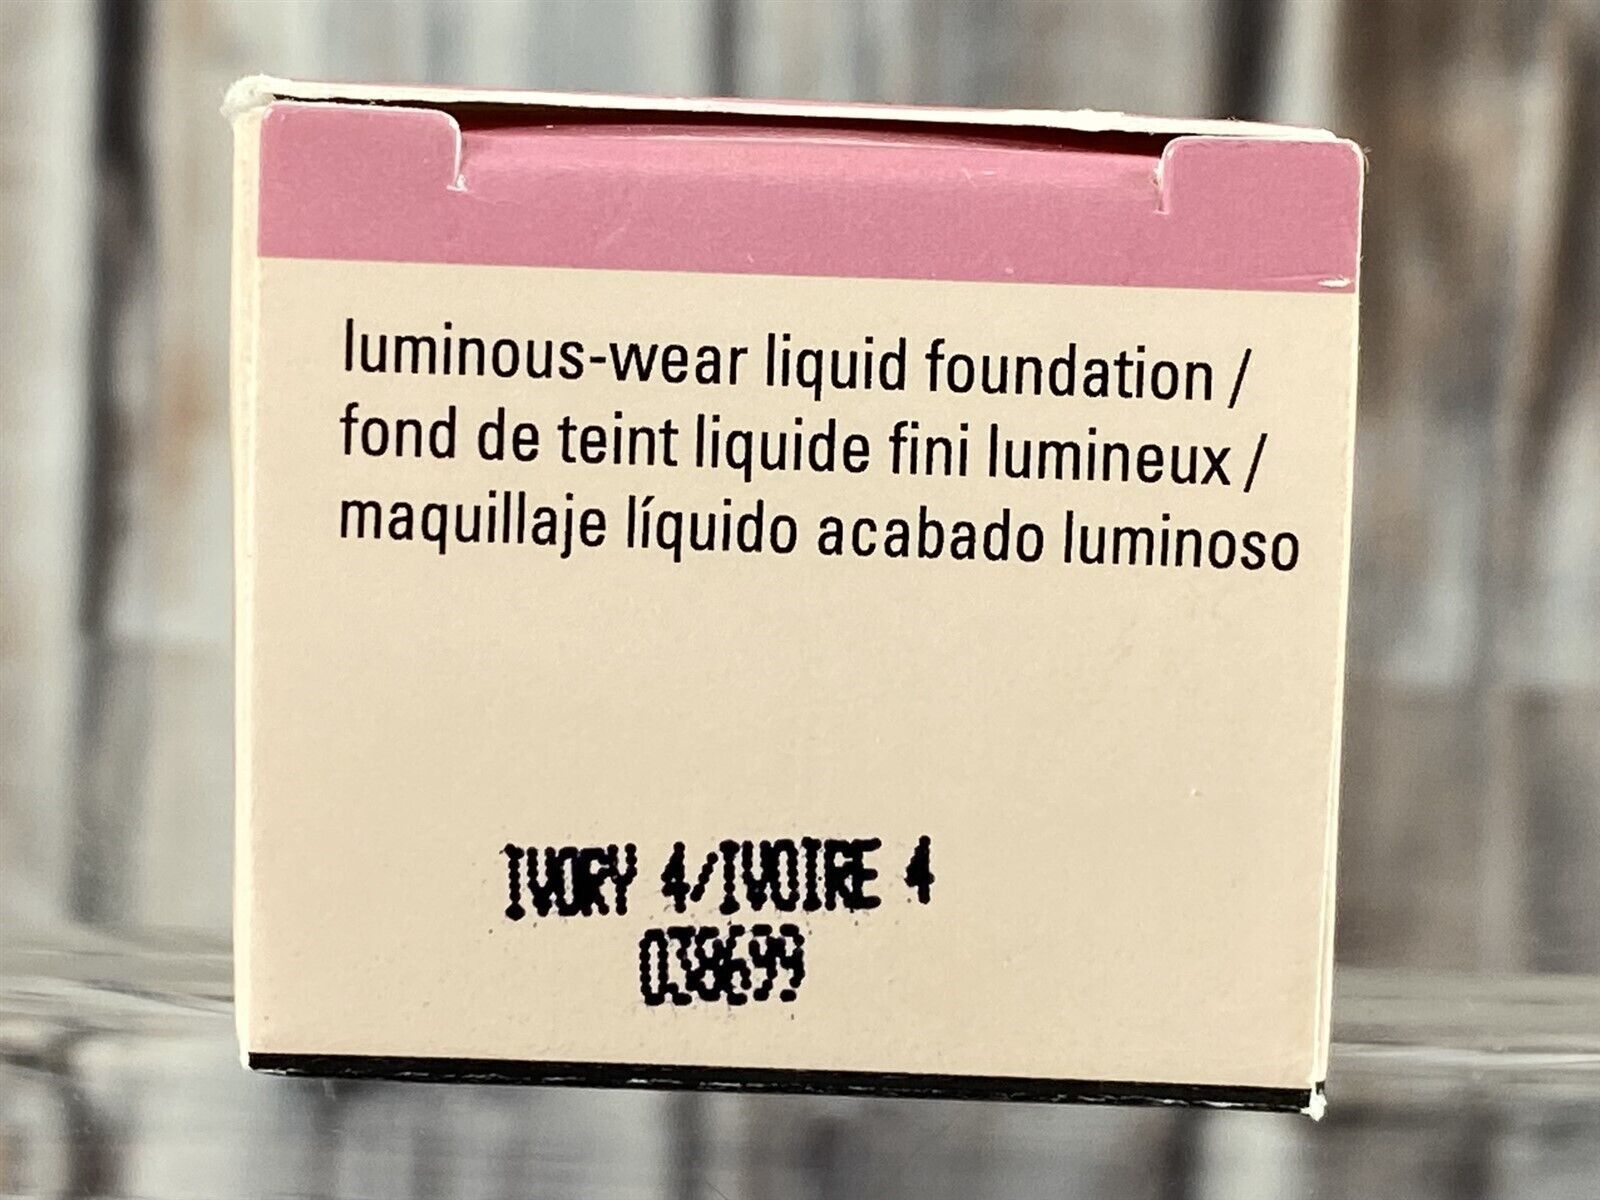 luminous-wear liquid foundation /
fond de teint liquide fini lumineux /
maquillaje líquido acabado luminoso
IVORY 4/IVOIRE 4
038699